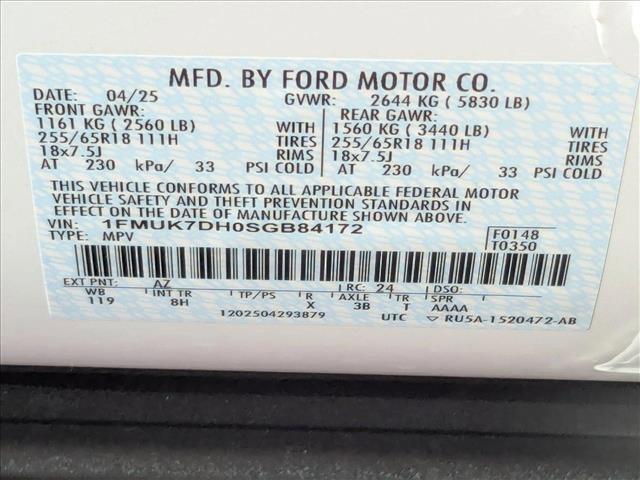 MFD. BY FORD MOTOR CO.
DATE: 04/25 GVWR: 2644 KG ( 5830 LB)
FRONT GAWR: REAR GAWR:
1161 KG ( 2560 LB) WITH 1560 KG ( 3440 LB) WITH
255/65R18 111H TIRES 255/65R18 111H TIRES
18x7.5J RIMS 18x7.5J RIMS
AT 230 kPa/ 33 PSI COLD AT 230 kPa/ 33 PSI COLD
THIS VEHICLE CONFORMS TO ALL APPLICABLE FEDERAL MOTOR
VEHICLE SAFETY AND THEFT PREVENTION STANDARDS IN
EFFECT ON THE DATE OF MANUFACTURE SHOWN ABOVE.
VIN: 1FMUK7DH0SGB84172 F0148
TYPE: MPV T0350
EXT PNT: AZ RC: 24 DSO:
WB INT TR TP/PS R AXLE TR SPR
119 8H X 3B T AAAA
1202504293879 UTC RU5A-1520472-AB